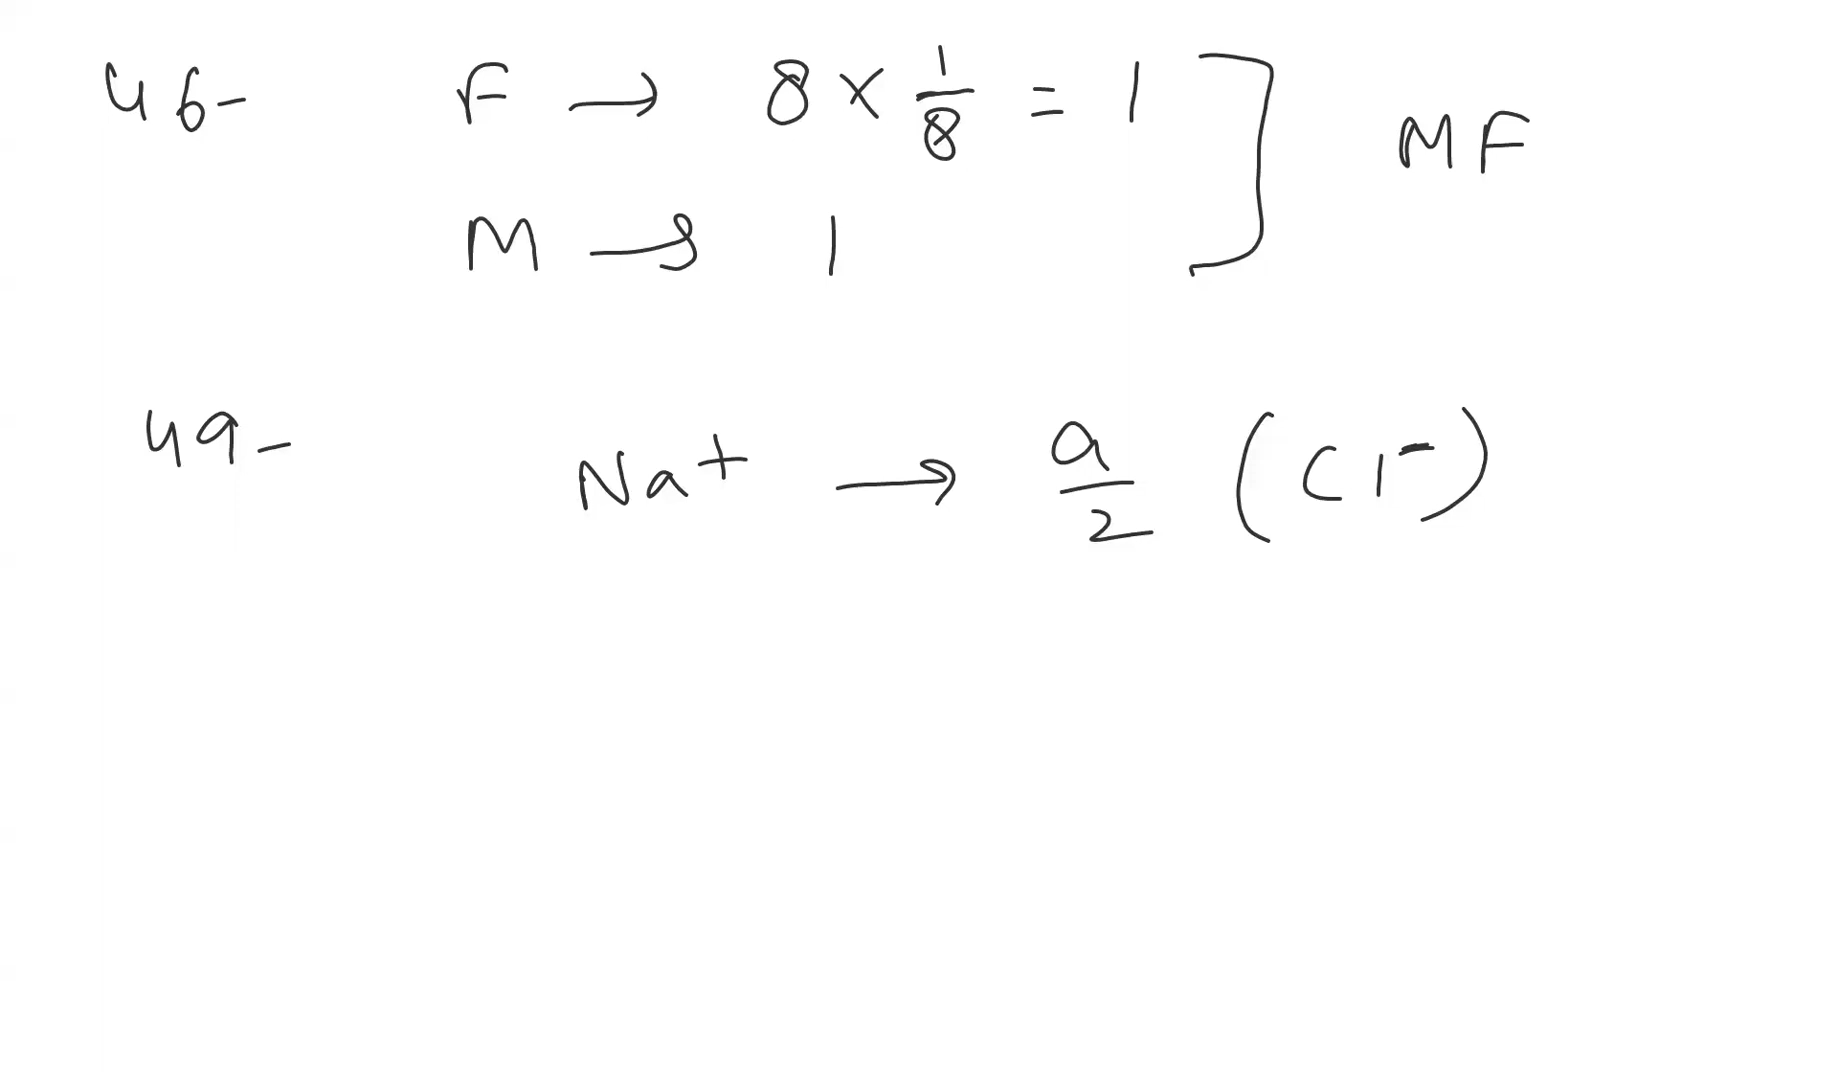 46- F → 8 × 1/8 = 1 ] MF
M → 1
49- Na+ → a/2 (Cl-)